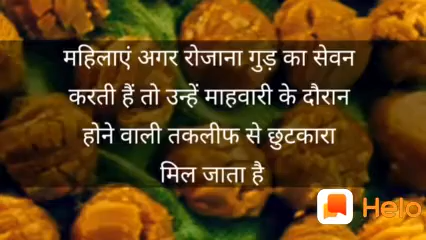 महिलाएं अगर रोजाना गुड़ का सेवन
करती हैं तो उन्हें माहवारी के दौरान
होने वाली तकलीफ से छुटकारा
मिल जाता है
Helo